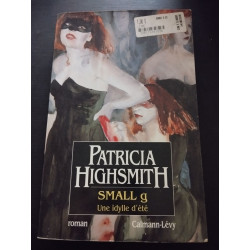 PATRICIA
HIGHSMITH
SMALL g
Une idylle d'été
roman
Calmann-Lévy